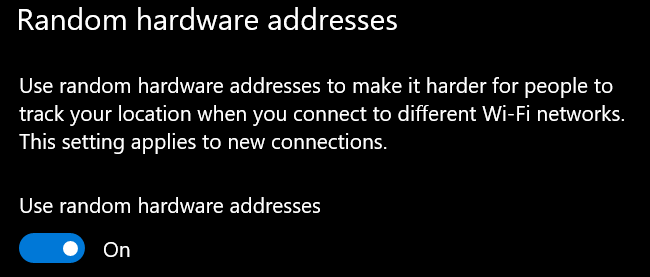 Random hardware addresses
Use random hardware addresses to make it harder for people to
track your location when you connect to different Wi-Fi networks.
This setting applies to new connections.
Use random hardware addresses
On